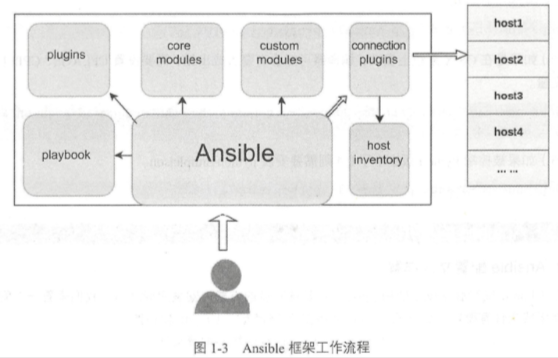 plugins
core
modules
custom
modules
connection
plugins
host1
host2
host3
host4
... ...
playbook
Ansible
host
inventory
图 1-3 Ansible 框架工作流程